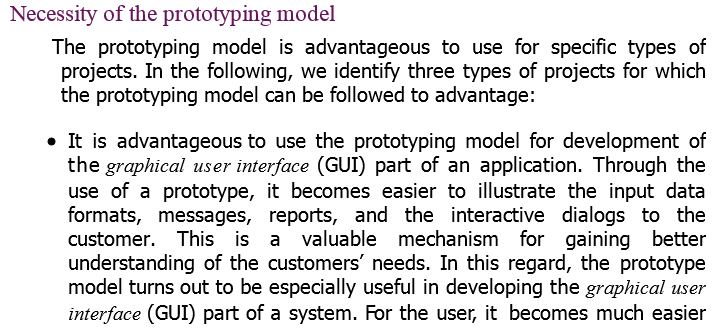 Necessity of the prototyping model
The prototyping model is advantageous to use for specific types of
projects. In the following, we identify three types of projects for which
the prototyping model can be followed to advantage:
• It is advantageous to use the prototyping model for development of
the graphical user interface (GUI) part of an application. Through the
use of a prototype, it becomes easier to illustrate the input data
formats, messages, reports, and the interactive dialogs to the
customer. This is a valuable mechanism for gaining better
understanding of the customers’ needs. In this regard, the prototype
model turns out to be especially useful in developing the graphical user
interface (GUI) part of a system. For the user, it becomes much easier